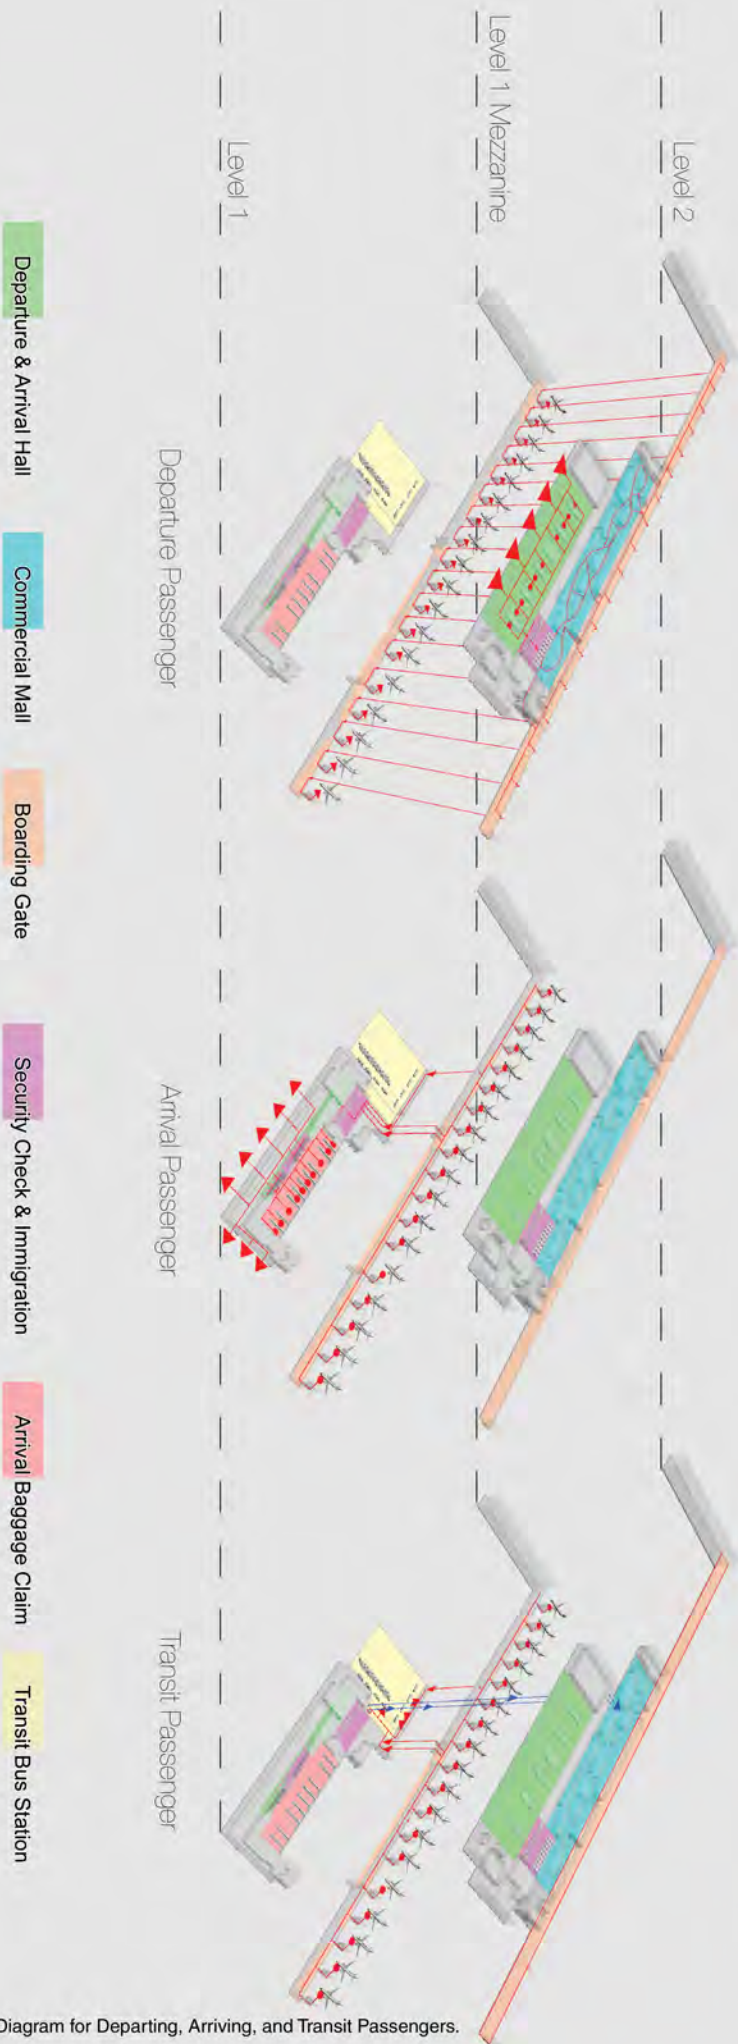 Level 2
Level 1 Mezzanine
Level 1
Departure Passenger
Arrival Passenger
Transit Passenger
Departure & Arrival Hall
Commercial Mall
Boarding Gate
Security Check & Immigration
Arrival Baggage Claim
Transit Bus Station
Diagram for Departing, Arriving, and Transit Passengers.